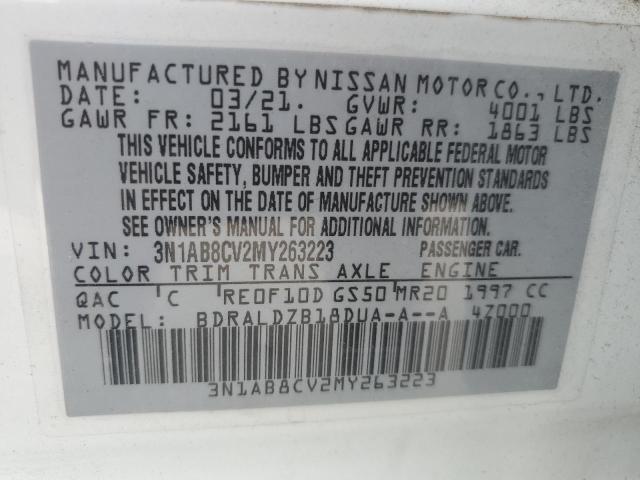 MANUFACTURED BY NISSAN MOTOR CO., LTD.
DATE: 03/21. GVWR: 4001 LBS
GAWR FR: 2161 LBS GAWR RR: 1863 LBS
THIS VEHICLE CONFORMS TO ALL APPLICABLE FEDERAL MOTOR
VEHICLE SAFETY, BUMPER AND THEFT PREVENTION STANDARDS
IN EFFECT ON THE DATE OF MANUFACTURE SHOWN ABOVE.
SEE OWNER'S MANUAL FOR ADDITIONAL INFORMATION.
VIN: 3N1AB8CV2MY263223 PASSENGER CAR.
COLOR TRIM TRANS AXLE ENGINE
QAC C RE0F10D GS50 MR20 1997 CC
MODEL: BDRALDZB18DUA-A--A 47000
3N1AB8CV2MY263223